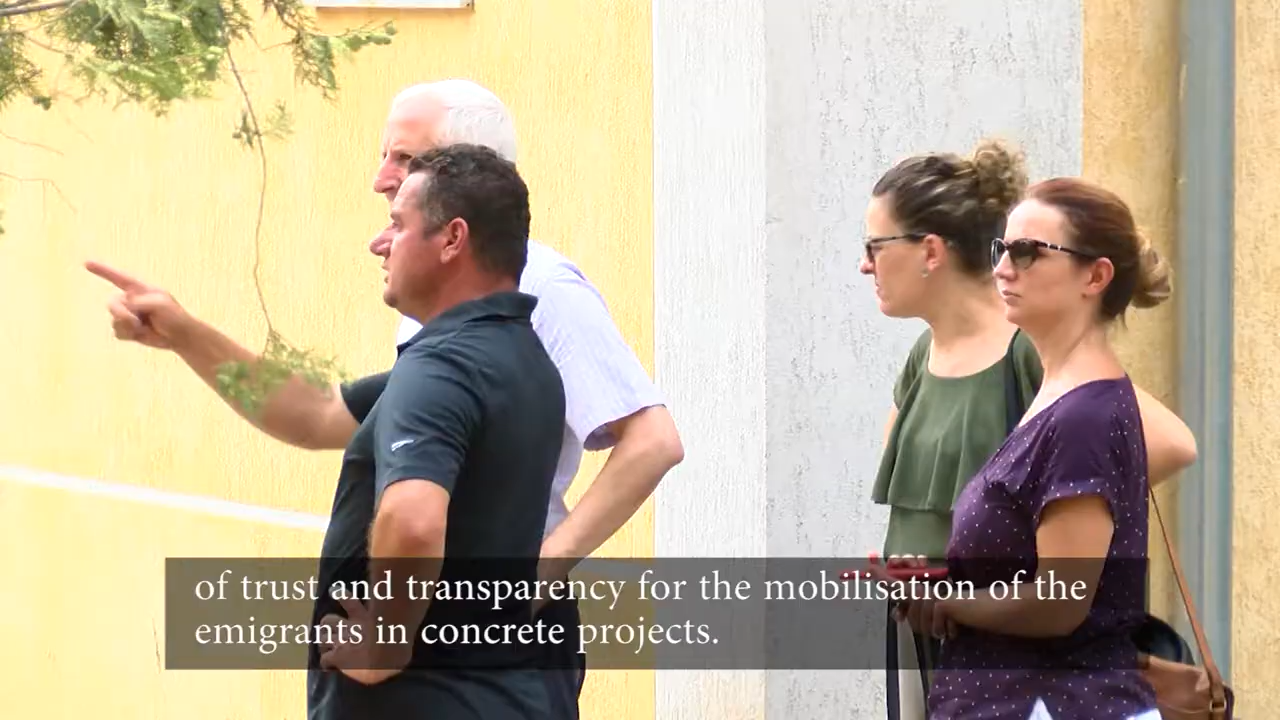 of trust and transparency for the mobilisation of the
emigrants in concrete projects.